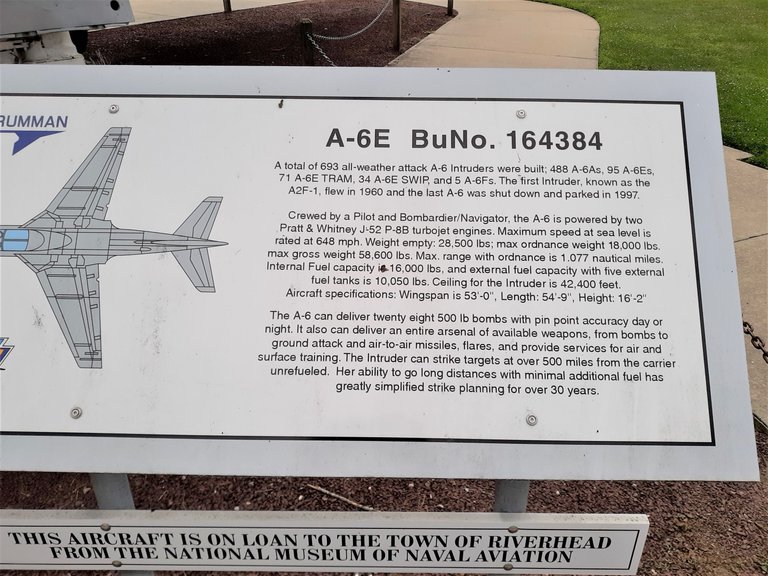 RUMMAN
A-6E BuNo. 164384
A total of 693 all-weather attack A-6 Intruders were built; 488 A-6As, 95 A-6Es,
71 A-6E TRAM, 34 A-6E SWIP, and 5 A-6Fs. The first Intruder, known as the
A2F-1, flew in 1960 and the last A-6 was shut down and parked in 1997.
Crewed by a Pilot and Bombardier/Navigator, the A-6 is powered by two
Pratt & Whitney J-52 P-8B turbojet engines. Maximum speed at sea level is
rated at 648 mph. Weight empty: 28,500 lbs; max ordnance weight 18,000 lbs.
max gross weight 58,600 lbs. Max. range with ordnance is 1.077 nautical miles.
Internal Fuel capacity is 16,000 lbs, and external fuel capacity with five external
fuel tanks is 10,050 lbs. Ceiling for the Intruder is 42,400 feet.
Aircraft specifications: Wingspan is 53'-0", Length: 54'-9", Height: 16'-2"
The A-6 can deliver twenty eight 500 lb bombs with pin point accuracy day or
night. It also can deliver an entire arsenal of available weapons, from bombs to
ground attack and air-to-air missiles, flares, and provide services for air and
surface training. The Intruder can strike targets at over 500 miles from the carrier
unrefueled. Her ability to go long distances with minimal additional fuel has
greatly simplified strike planning for over 30 years.
THIS AIRCRAFT IS ON LOAN TO THE TOWN OF RIVERHEAD
FROM THE NATIONAL MUSEUM OF NAVAL AVIATION